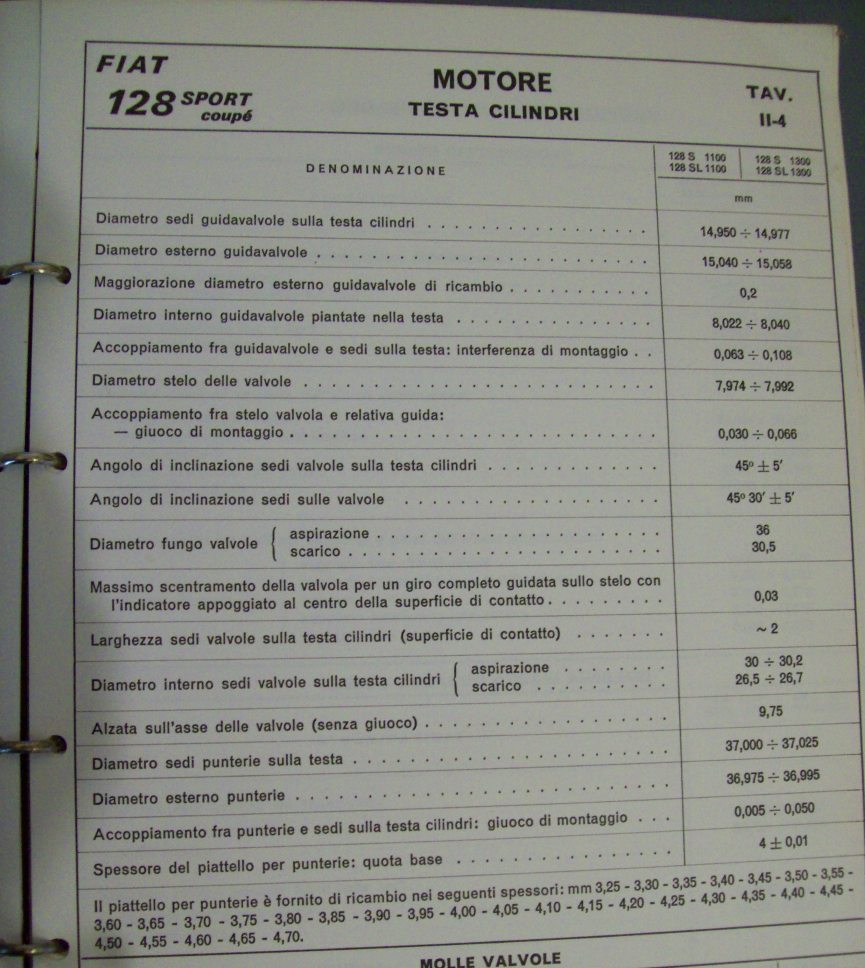 FIAT
128 SPORT
coupé
MOTORE
TESTA CILINDRI
TAV.
II-4
DENOMINAZIONE
128 S 1100
128 SL 1100
128 S 1300
128 SL 1300
mm
Diametro sedi guidavalvole sulla testa cilindri . . . . . . . . . . . . . . . . . 14,950 ÷ 14,977
Diametro esterno guidavalvole . . . . . . . . . . . . . . . . . . . . . . . . . 15,040 ÷ 15,058
Maggiorazione diametro esterno guidavalvole di ricambio . . . . . . . . . . . 0,2
Diametro interno guidavalvole piantate nella testa . . . . . . . . . . . . . . . 8,022 ÷ 8,040
Accoppiamento fra guidavalvole e sedi sulla testa: interferenza di montaggio . . 0,063 ÷ 0,108
Diametro stelo delle valvole . . . . . . . . . . . . . . . . . . . . . . . . . . 7,974 ÷ 7,992
Accoppiamento fra stelo valvola e relativa guida:
— giuoco di montaggio . . . . . . . . . . . . . . . . . . . . . . . . . . . 0,030 ÷ 0,066
Angolo di inclinazione sedi valvole sulla testa cilindri . . . . . . . . . . . . . 45º ± 5′
Angolo di inclinazione sedi sulle valvole . . . . . . . . . . . . . . . . . . . 45º 30′ ± 5′
Diametro fungo valvole { aspirazione . . . . . . . . . . . . . . . . . . . . . 36
scarico . . . . . . . . . . . . . . . . . . . . . . . 30,5
Massimo scentramento della valvola per un giro completo guidata sullo stelo con
l'indicatore appoggiato al centro della superficie di contatto . . . . . . . . . 0,03
Larghezza sedi valvole sulla testa cilindri (superficie di contatto) . . . . . . . ~ 2
Diametro interno sedi valvole sulla testa cilindri { aspirazione . . . . . . . . 30 ÷ 30,2
scarico . . . . . . . . . . 26,5 ÷ 26,7
Alzata sull'asse delle valvole (senza giuoco) . . . . . . . . . . . . . . . . . . 9,75
Diametro sedi punterie sulla testa . . . . . . . . . . . . . . . . . . . . . . . 37,000 ÷ 37,025
Diametro esterno punterie . . . . . . . . . . . . . . . . . . . . . . . . . . . 36,975 ÷ 36,995
Accoppiamento fra punterie e sedi sulla testa cilindri: giuoco di montaggio . . . 0,005 ÷ 0,050
Spessore del piattello per punterie: quota base . . . . . . . . . . . . . . . . 4 ± 0,01
Il piattello per punterie è fornito di ricambio nei seguenti spessori: mm 3,25 - 3,30 - 3,35 - 3,40 - 3,45 - 3,50 - 3,55 -
3,60 - 3,65 - 3,70 - 3,75 - 3,80 - 3,85 - 3,90 - 3,95 - 4,00 - 4,05 - 4,10 - 4,15 - 4,20 - 4,25 - 4,30 - 4,35 - 4,40 - 4,45 -
4,50 - 4,55 - 4,60 - 4,65 - 4,70.
MOLLE VALVOLE